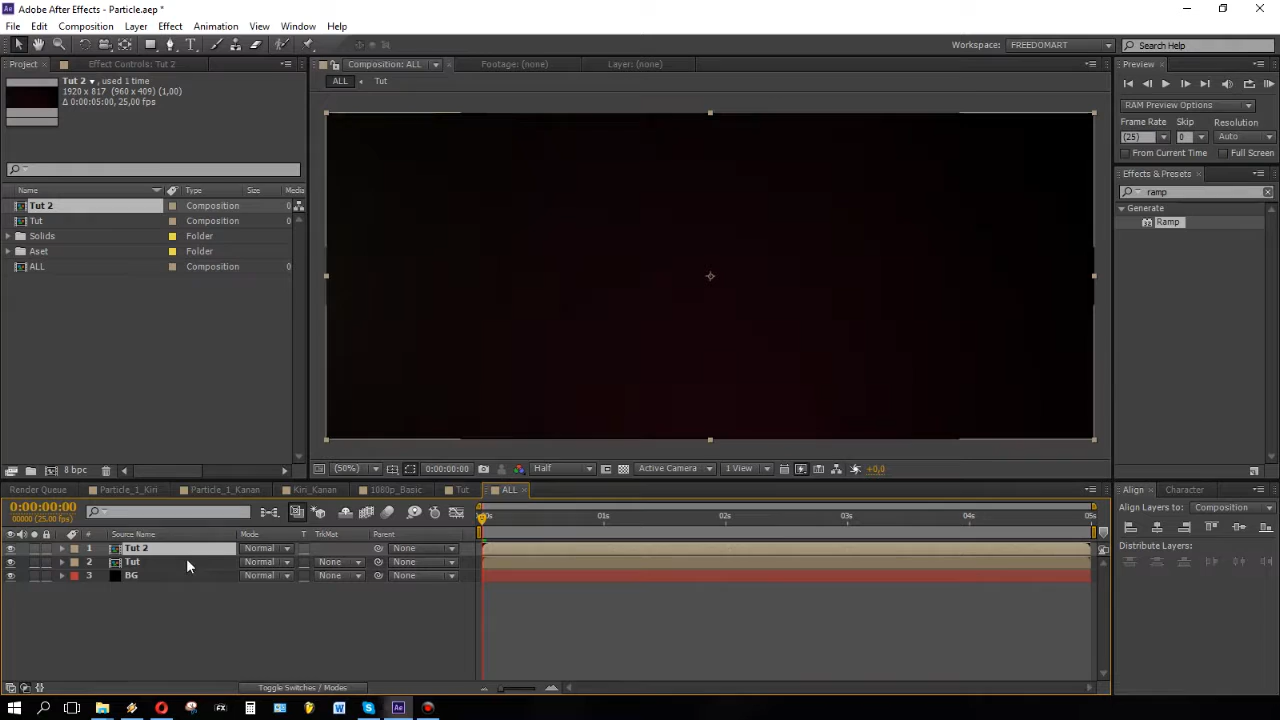 Adobe After Effects - Particle.aep *
File Edit Composition Layer Effect Animation View Window Help
Workspace: FREEDOMART Search Help
Project Effect Controls: Tut 2
Composition: ALL Footage: (none) Layer: (none)
Preview
Tut 2 , used 1 time
1920 x 817 (960 x 409) (1,00)
Δ 0:00:05:00, 25,00 fps
ALL Tut
RAM Preview Options
Frame Rate Skip Resolution
(25) 0 Auto
From Current Time Full Screen
Effects & Presets
ramp
Generate
Ramp
Name Type Size Media
Tut 2 Composition
Tut Composition
Solids Folder
Aset Folder
ALL Composition
8 bpc
(50%) 0:00:00:00 Half Active Camera 1 View +0,0
Render Queue Particle_1_Kiri Particle_1_Kanan Kiri_Kanan 1080p_Basic Tut ALL
0:00:00:00
00000 (25.00 fps)
01s 02s 03s 04s 05s
# Source Name Mode T TrkMat Parent
1 Tut 2 Normal None
2 Tut Normal None None
3 BG Normal None None
Toggle Switches / Modes
Align Character
Align Layers to: Composition
Distribute Layers: